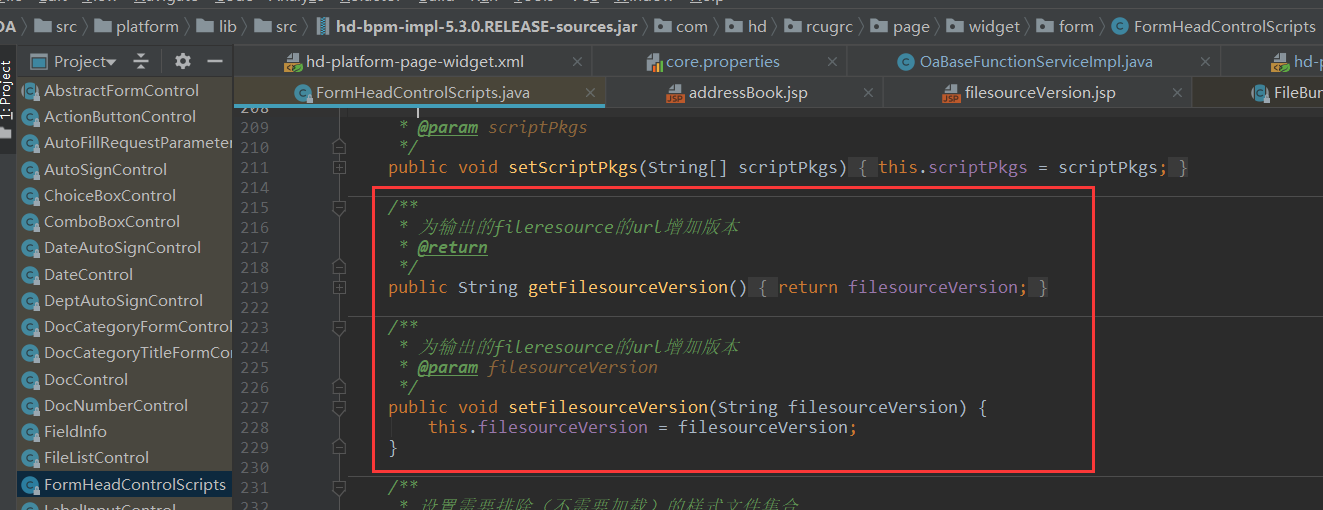 OA src platform lib src hd-bpm-impl-5.3.0.RELEASE-sources.jar com hd rcugrc page widget form FormHeadControlScripts
Project
hd-platform-page-widget.xml core.properties OaBaseFunctionServiceImpl.java
FormHeadControlScripts.java addressBook.jsp filesourceVersion.jsp
1: Project
AbstractFormControl
ActionButtonControl
AutoFillRequestParameter
AutoSignControl
ChoiceBoxControl
ComboBoxControl
DateAutoSignControl
DateControl
DeptAutoSignControl
DocCategoryFormControl
DocCategoryTitleFormCo
DocControl
DocNumberControl
FieldInfo
FileListControl
FormHeadControlScripts
208
209 * @param scriptPkgs
210 */
211 public void setScriptPkgs(String[] scriptPkgs) { this.scriptPkgs = scriptPkgs; }
214
215 /**
216 * 为输出的fileresource的url增加版本
217 * @return
218 */
219 public String getFilesourceVersion() { return filesourceVersion; }
222
223 /**
224 * 为输出的fileresource的url增加版本
225 * @param filesourceVersion
226 */
227 public void setFilesourceVersion(String filesourceVersion) {
228 this.filesourceVersion = filesourceVersion;
229 }
230
231 /**
232 * 设置需要排除（不需要加载）的样式文件集合